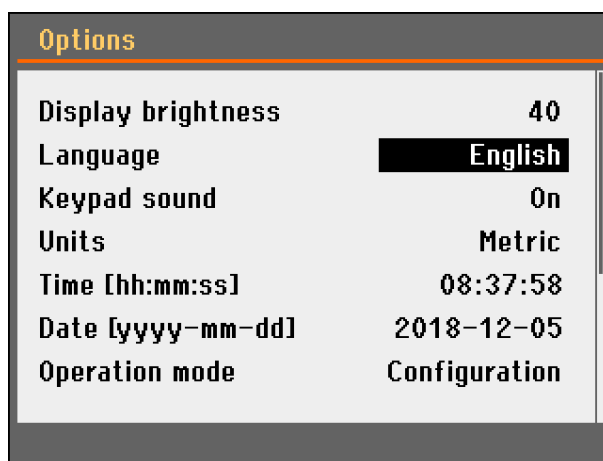 Options
Display brightness 40
Language English
Keypad sound On
Units Metric
Time [hh:mm:ss] 08:37:58
Date [yyyy-mm-dd] 2018-12-05
Operation mode Configuration